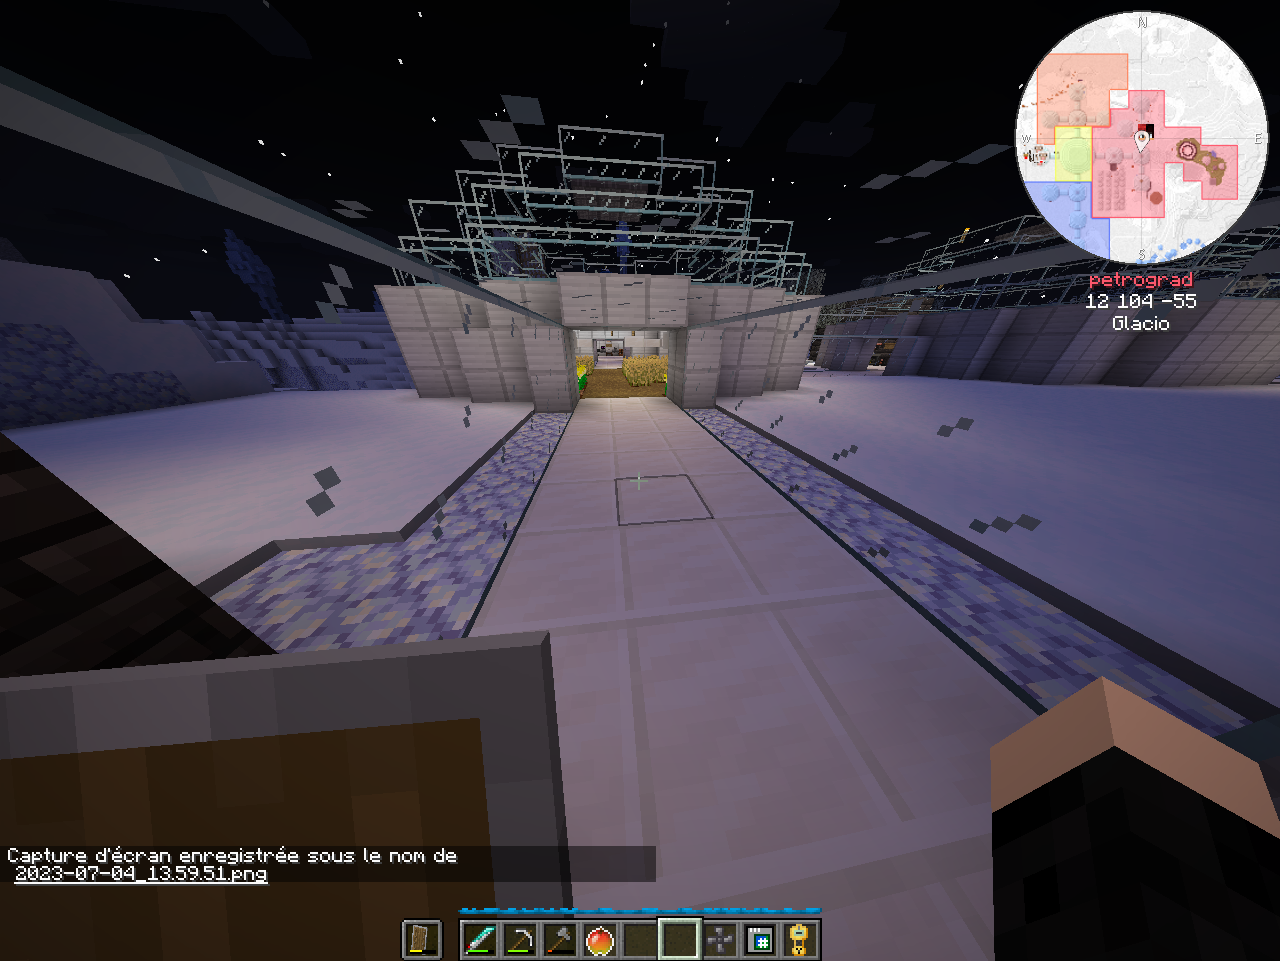 N
W
E
S
petrograd
12 104 -55
Glacio
Capture d'écran enregistrée sous le nom de
2023-07-04_13.59.51.png